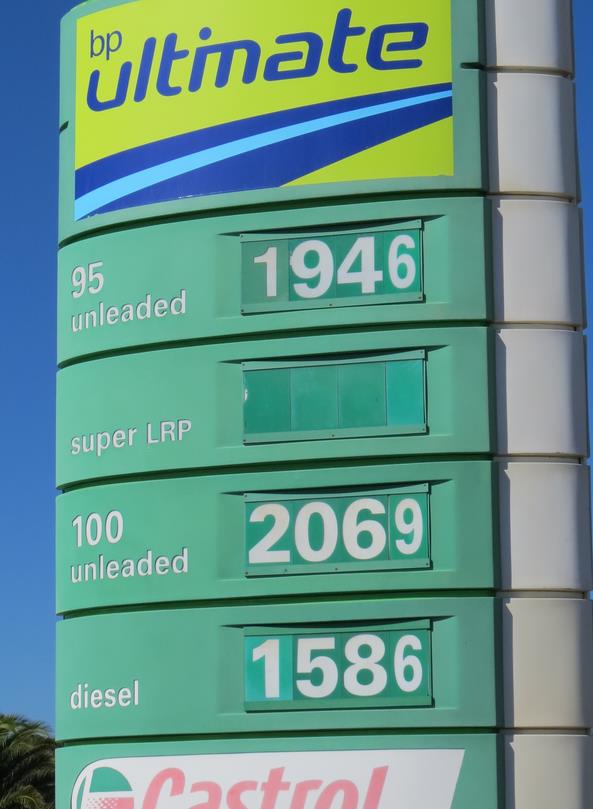 bp
ultimate
95
unleaded
1946
super LRP
100
unleaded
2069
diesel
1586
Castrol